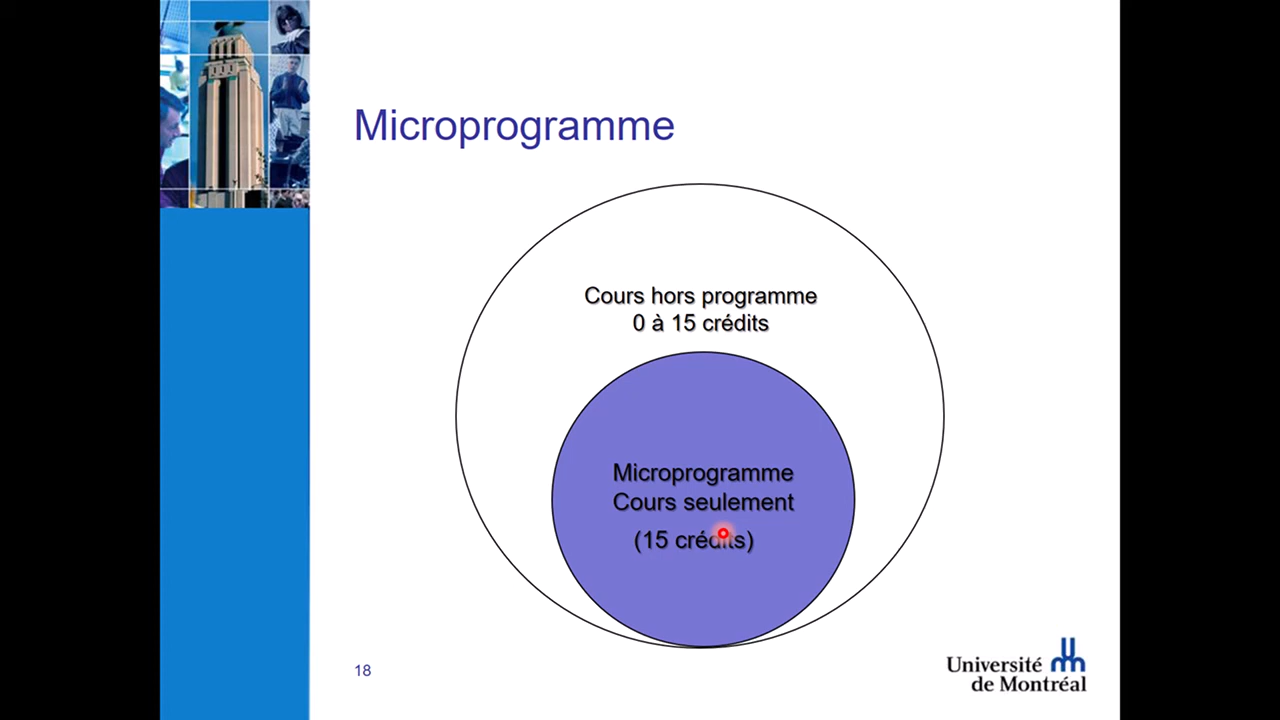 Microprogramme
Cours hors programme
0 à 15 crédits
Microprogramme
Cours seulement
(15 crédits)
18
Université
de Montréal